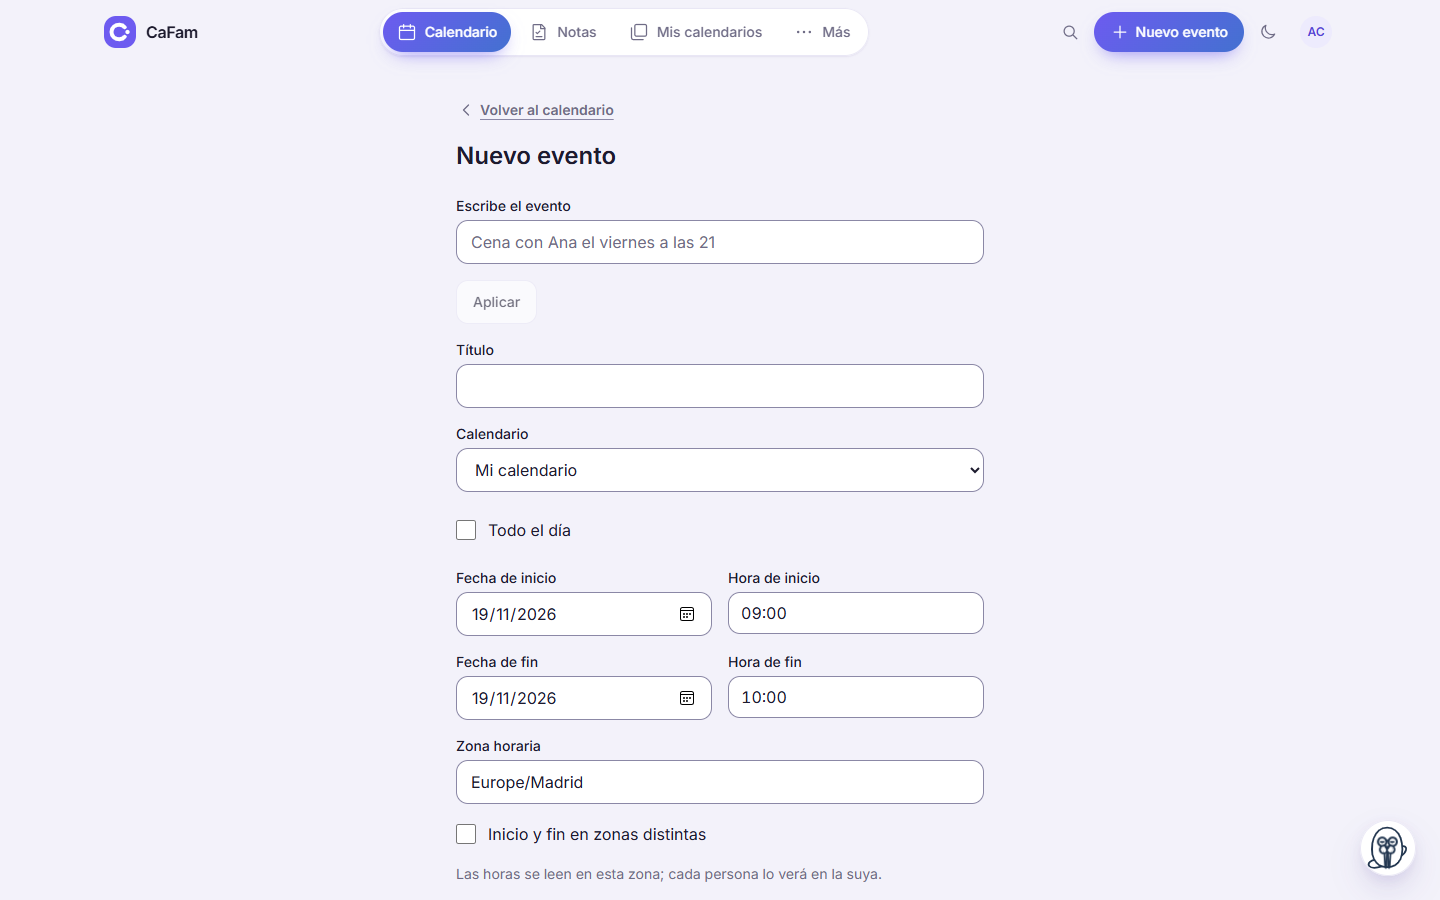 CaFam
Calendario
Notas
Mis calendarios
Más
Nuevo evento
AC
Volver al calendario
Nuevo evento
Escribe el evento
Cena con Ana el viernes a las 21
Aplicar
Título
Calendario
Mi calendario
Todo el día
Fecha de inicio
Hora de inicio
19/11/2026
09:00
Fecha de fin
Hora de fin
19/11/2026
10:00
Zona horaria
Europe/Madrid
Inicio y fin en zonas distintas
Las horas se leen en esta zona; cada persona lo verá en la suya.